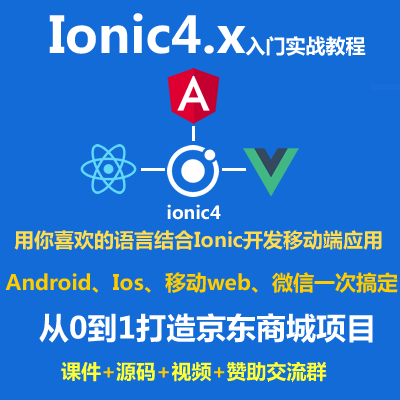 Ionic4.x入门实战教程
A
ionic4
用你喜欢的语言结合Ionic开发移动端应用
Android、Ios、移动web、微信一次搞定
从0到1打造京东商城项目
课件+源码+视频+赞助交流群